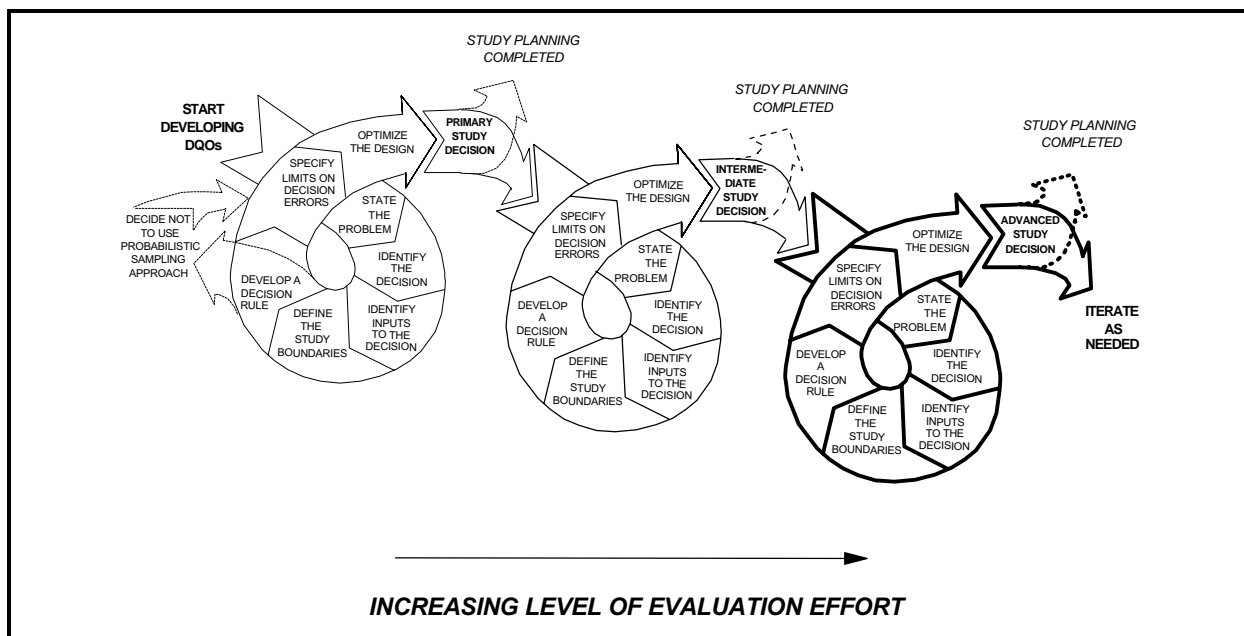 STUDY PLANNING
COMPLETED
START
DEVELOPING
DQOs
DECIDE NOT
TO USE
PROBABILISTIC
SAMPLING
APPROACH
OPTIMIZE
THE DESIGN
PRIMARY
STUDY
DECISION
SPECIFY
LIMITS ON
DECISION
ERRORS
STATE
THE
PROBLEM
IDENTIFY
THE
DECISION
IDENTIFY
INPUTS
TO THE
DECISION
DEFINE
THE
STUDY
BOUNDARIES
DEVELOP A
DECISION
RULE
STUDY PLANNING
COMPLETED
OPTIMIZE
THE DESIGN
INTERME-
DIATE STUDY
DECISION
SPECIFY
LIMITS ON
DECISION
ERRORS
STATE
THE
PROBLEM
IDENTIFY
THE
DECISION
IDENTIFY
INPUTS
TO THE
DECISION
DEFINE
THE
STUDY
BOUNDARIES
DEVELOP
A
DECISION
RULE
STUDY PLANNING
COMPLETED
OPTIMIZE
THE DESIGN
ADVANCED
STUDY
DECISION
SPECIFY
LIMITS ON
DECISION
ERRORS
STATE
THE
PROBLEM
IDENTIFY
THE
DECISION
IDENTIFY
INPUTS
TO THE
DECISION
DEFINE
THE
STUDY
BOUNDARIES
DEVELOP
A
DECISION
RULE
ITERATE
AS
NEEDED
INCREASING LEVEL OF EVALUATION EFFORT